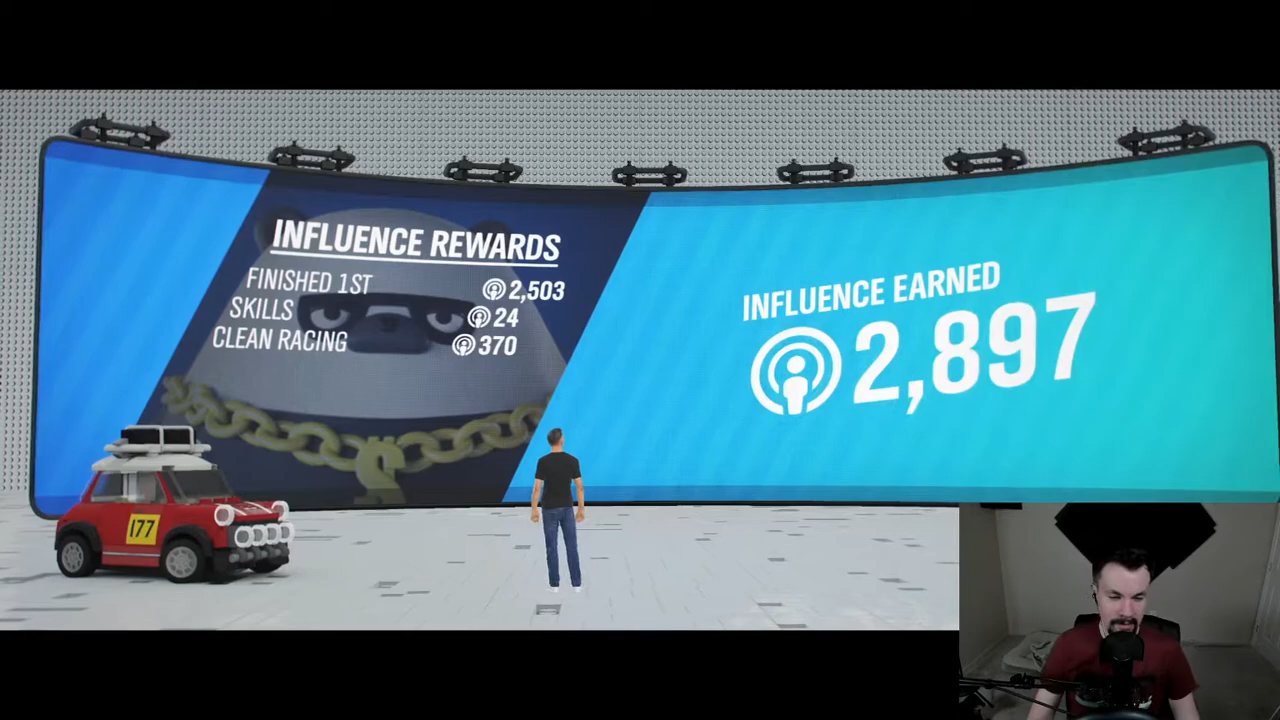 INFLUENCE REWARDS
FINISHED 1ST 2,503
SKILLS 24
CLEAN RACING 370
INFLUENCE EARNED
2,897
177